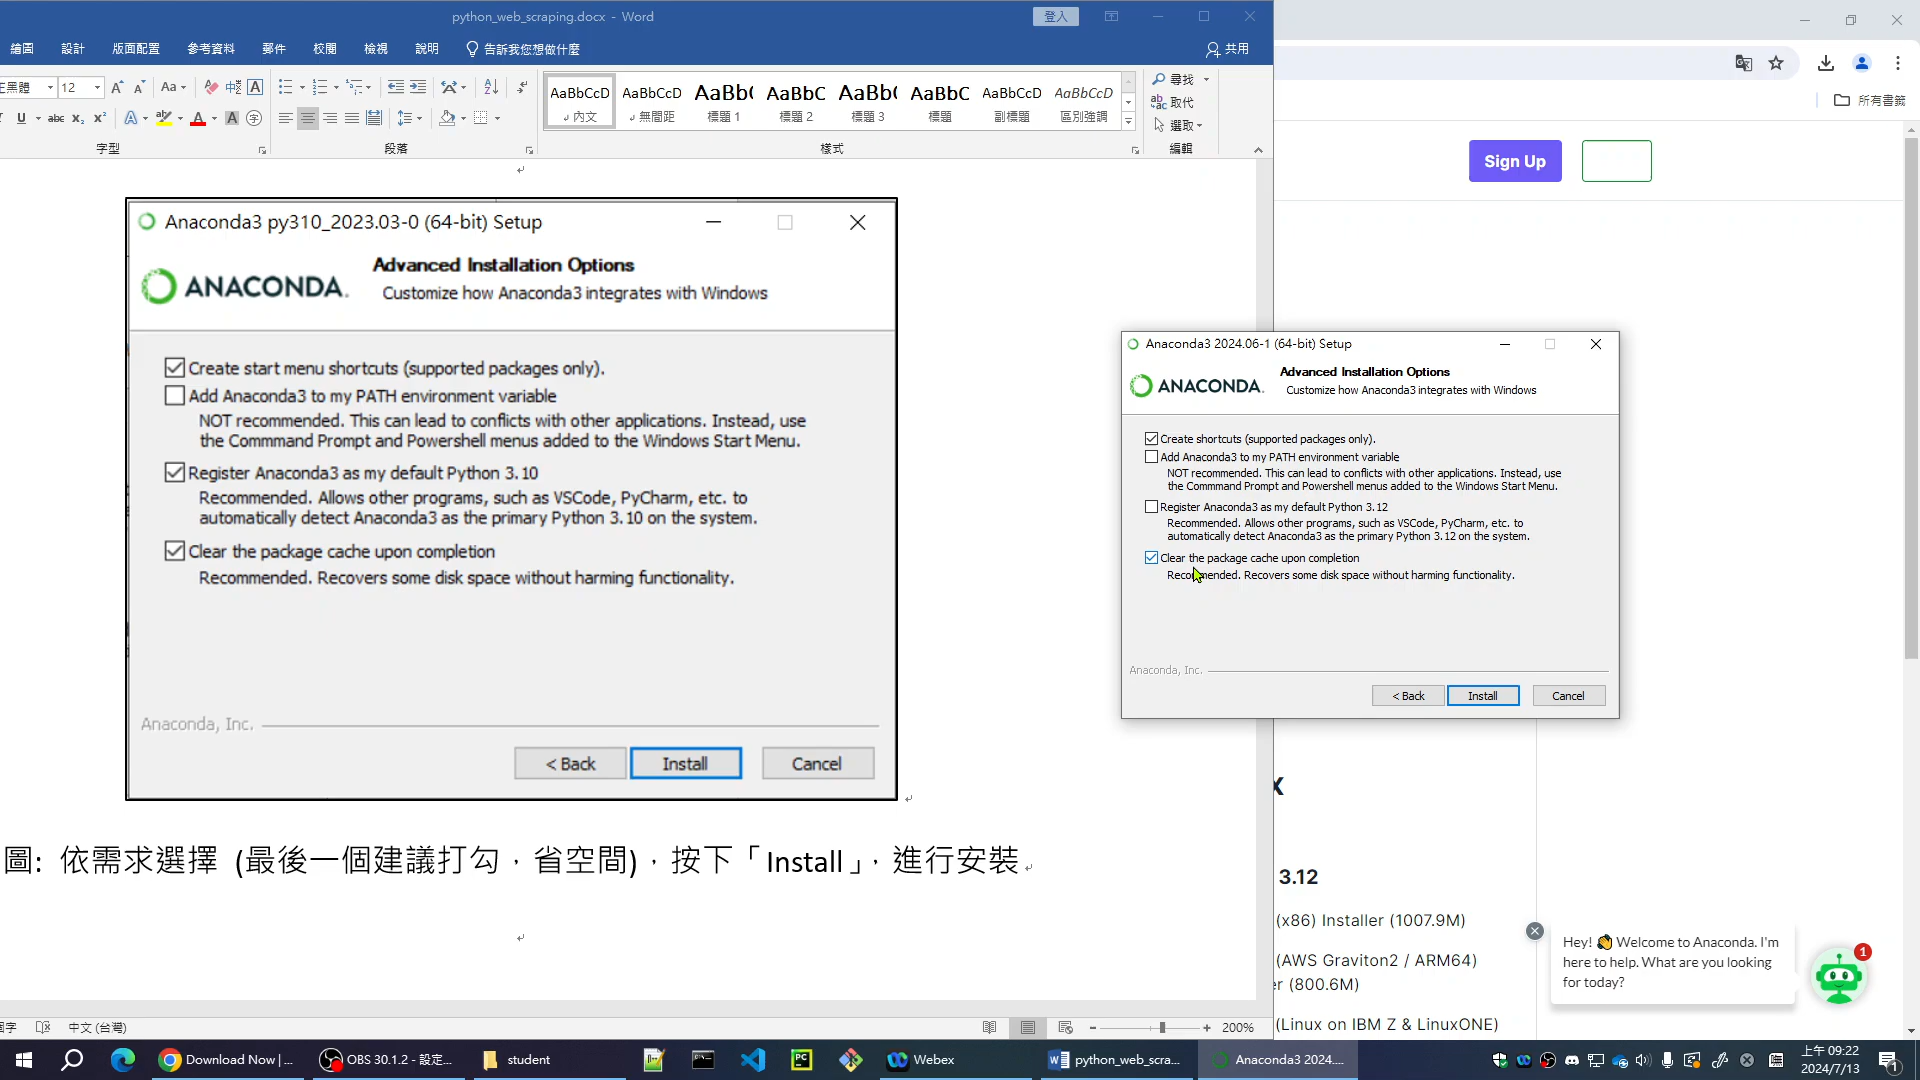 python_web_scraping.docx - Word
登入
繪圖 設計 版面配置 參考資料 郵件 校閱 檢視 說明 告訴我您想做什麼
共用
12
Aa
U abc x₂ x² A A A
字型
段落
AaBbCcD AaBbCcD AaBb( AaBbC AaBb( AaBbC AaBbCcD AaBbCcD
內文 無間距 標題 1 標題 2 標題 3 標題 副標題 區別強調
樣式
尋找
取代
選取
編輯
所有書籤
Sign Up
Anaconda3 py310_2023.03-0 (64-bit) Setup
ANACONDA.
Advanced Installation Options
Customize how Anaconda3 integrates with Windows
Create start menu shortcuts (supported packages only).
Add Anaconda3 to my PATH environment variable
NOT recommended. This can lead to conflicts with other applications. Instead, use
the Commmand Prompt and Powershell menus added to the Windows Start Menu.
Register Anaconda3 as my default Python 3.10
Recommended. Allows other programs, such as VSCode, PyCharm, etc. to
automatically detect Anaconda3 as the primary Python 3.10 on the system.
Clear the package cache upon completion
Recommended. Recovers some disk space without harming functionality.
Anaconda, Inc.
< Back
Install
Cancel
圖: 依需求選擇 (最後一個建議打勾，省空間)，按下「Install」，進行安裝
Anaconda3 2024.06-1 (64-bit) Setup
ANACONDA.
Advanced Installation Options
Customize how Anaconda3 integrates with Windows
Create shortcuts (supported packages only).
Add Anaconda3 to my PATH environment variable
NOT recommended. This can lead to conflicts with other applications. Instead, use
the Commmand Prompt and Powershell menus added to the Windows Start Menu.
Register Anaconda3 as my default Python 3.12
Recommended. Allows other programs, such as VSCode, PyCharm, etc. to
automatically detect Anaconda3 as the primary Python 3.12 on the system.
Clear the package cache upon completion
Recommended. Recovers some disk space without harming functionality.
Anaconda, Inc.
< Back
Install
Cancel
3.12
(x86) Installer (1007.9M)
(AWS Graviton2 / ARM64)
er (800.6M)
(Linux on IBM Z & LinuxONE)
Hey! 👋 Welcome to Anaconda. I'm
here to help. What are you looking
for today?
1
中文 (台灣)
200%
Download Now | ...
OBS 30.1.2 - 設定...
student
Webex
python_web_scra...
Anaconda3 2024....
上午 09:22
2024/7/13
1